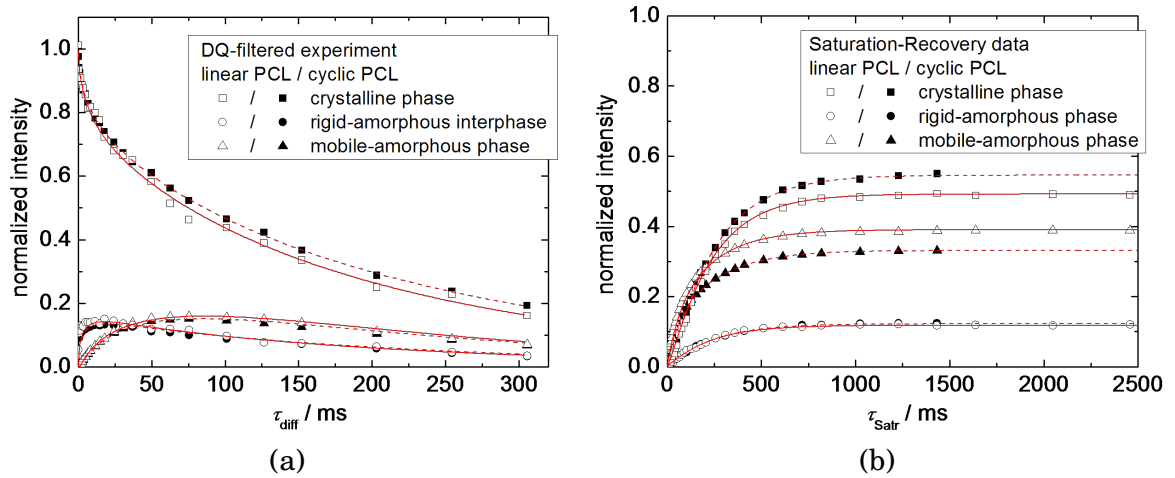 DQ-filtered experiment
linear PCL / cyclic PCL
/ crystalline phase
/ rigid-amorphous interphase
/ mobile-amorphous phase
normalized intensity
1.0
0.8
0.6
0.4
0.2
0.0
0 50 100 150 200 250 300
τdiff / ms
(a)
Saturation-Recovery data
linear PCL / cyclic PCL
/ crystalline phase
/ rigid-amorphous phase
/ mobile-amorphous phase
normalized intensity
1.0
0.8
0.6
0.4
0.2
0.0
0 500 1000 1500 2000 2500
τSatr / ms
(b)